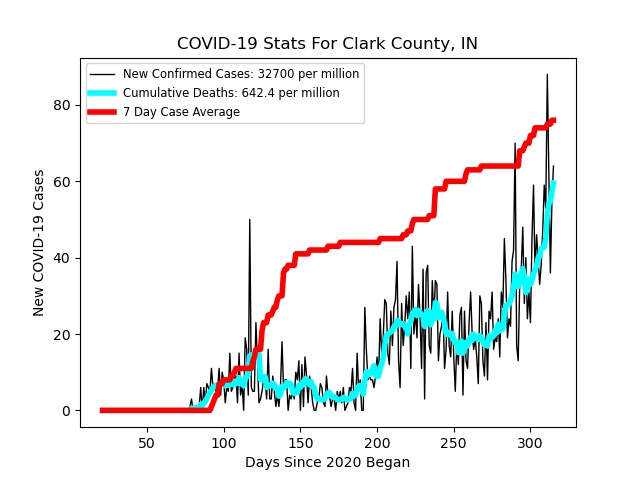 COVID-19 Stats For Clark County, IN
New Confirmed Cases: 32700 per million
Cumulative Deaths: 642.4 per million
7 Day Case Average
80
60
40
20
0
New COVID-19 Cases
50
100
150
200
250
300
Days Since 2020 Began